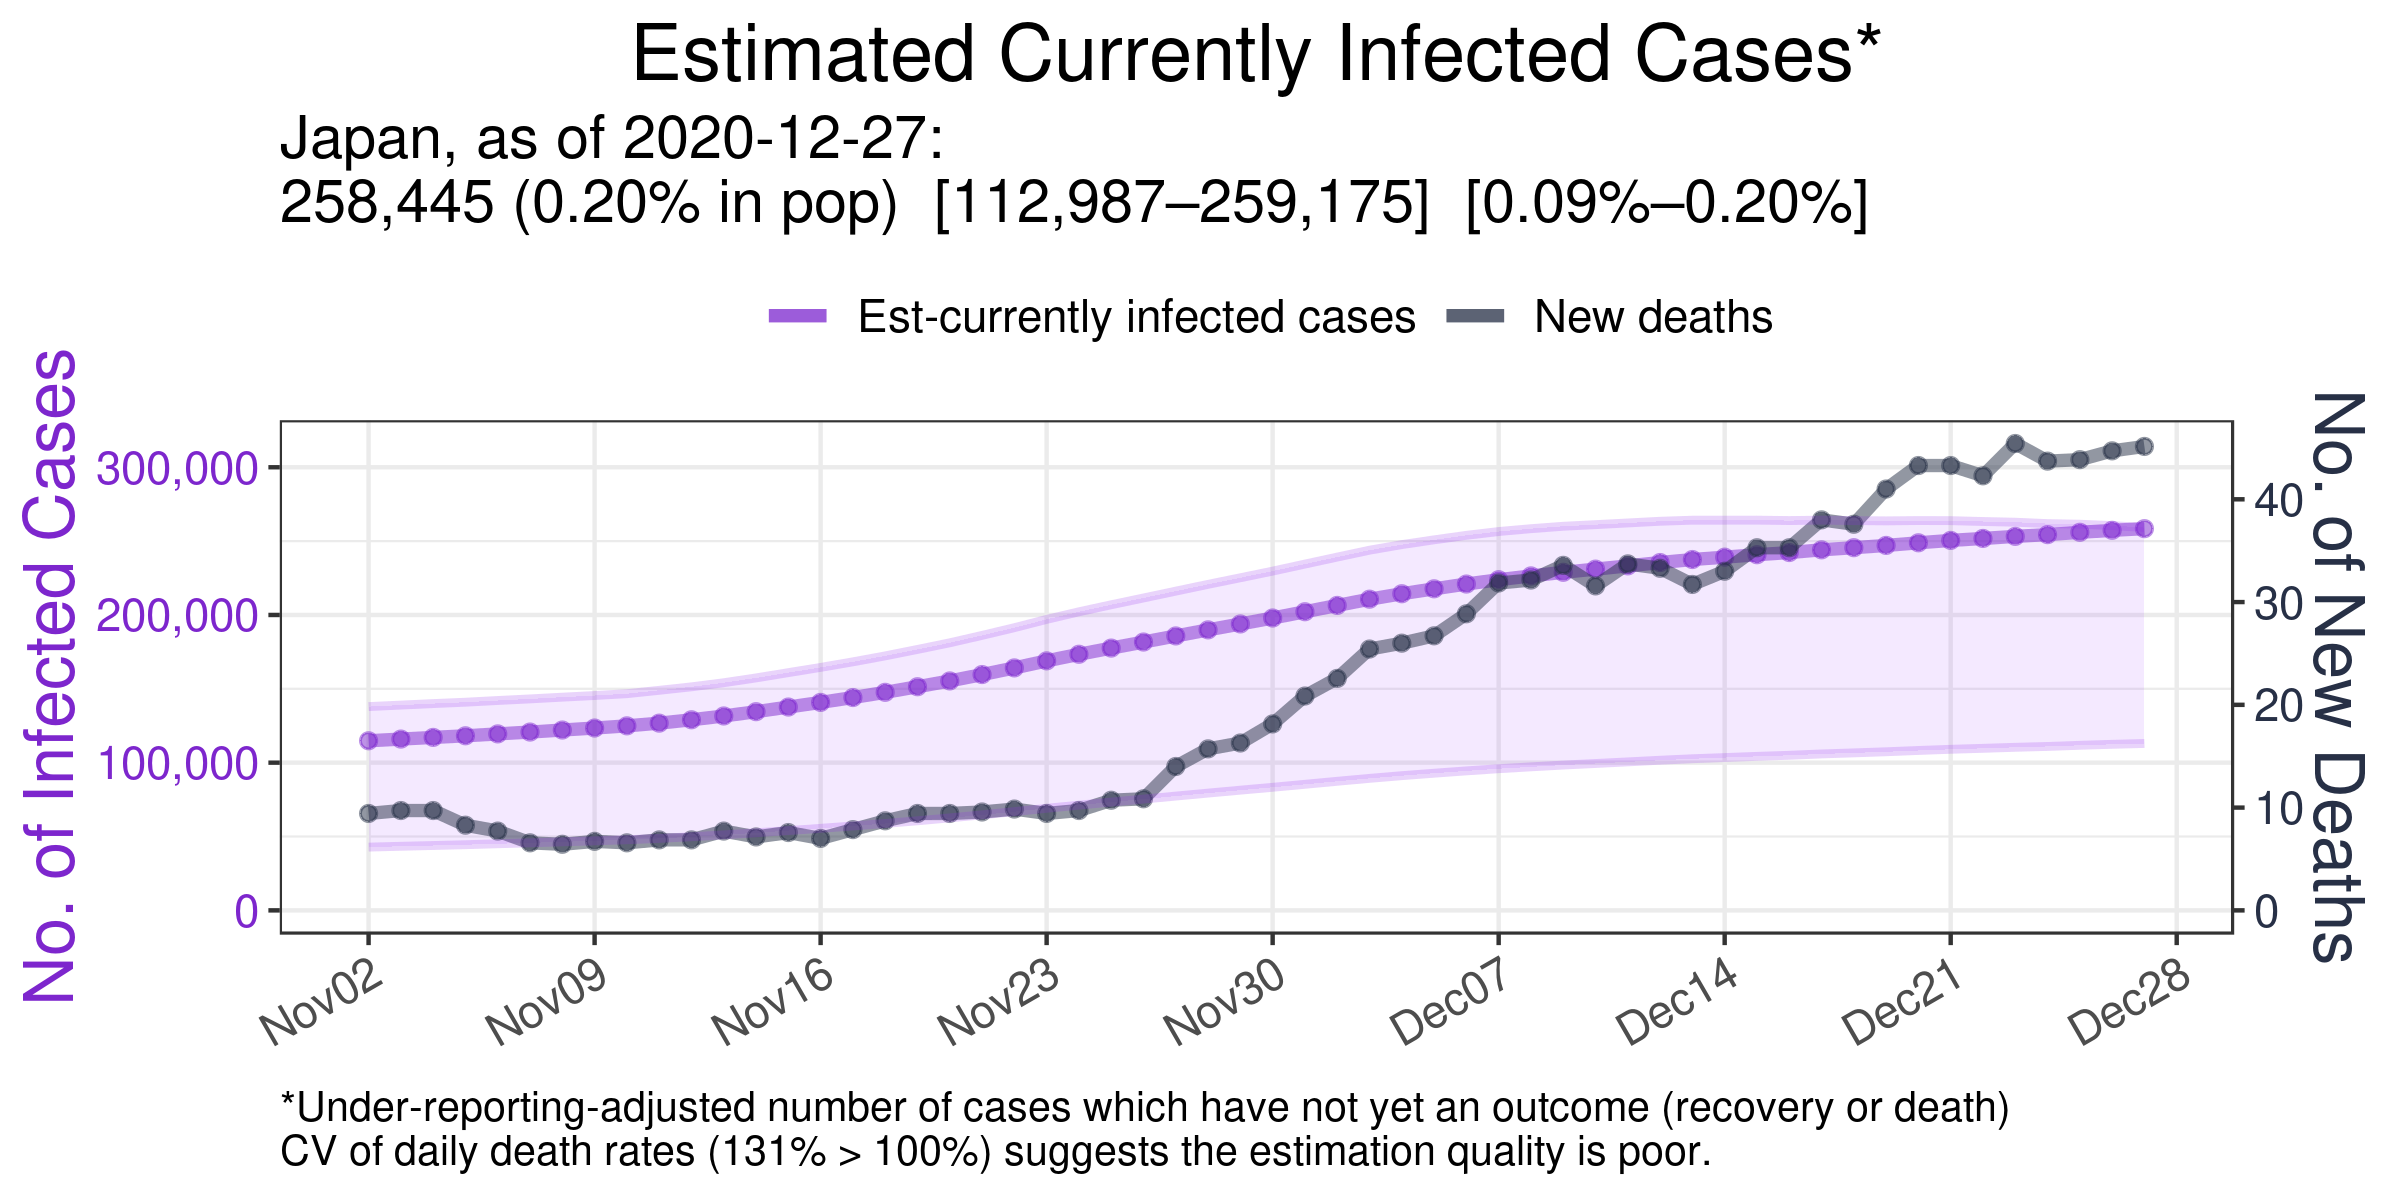 Estimated Currently Infected Cases*
Japan, as of 2020-12-27:
258,445 (0.20% in pop)  [112,987–259,175]  [0.09%–0.20%]
Est-currently infected cases
New deaths
No. of Infected Cases
300,000
200,000
100,000
0
40
30
20
10
0
No. of New Deaths
Nov02
Nov09
Nov16
Nov23
Nov30
Dec07
Dec14
Dec21
Dec28
*Under-reporting-adjusted number of cases which have not yet an outcome (recovery or death)
CV of daily death rates (131% > 100%) suggests the estimation quality is poor.